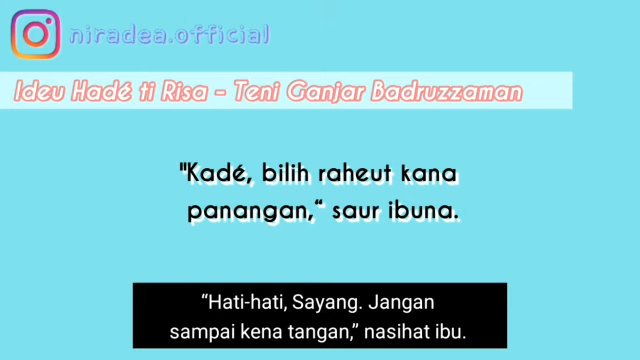 niradea.official
Ideu Hadé ti Risa - Teni Ganjar Badruzzaman
"Kadé, bilih raheut kana
panangan,“ saur ibuna.
“Hati-hati, Sayang. Jangan
sampai kena tangan,” nasihat ibu.